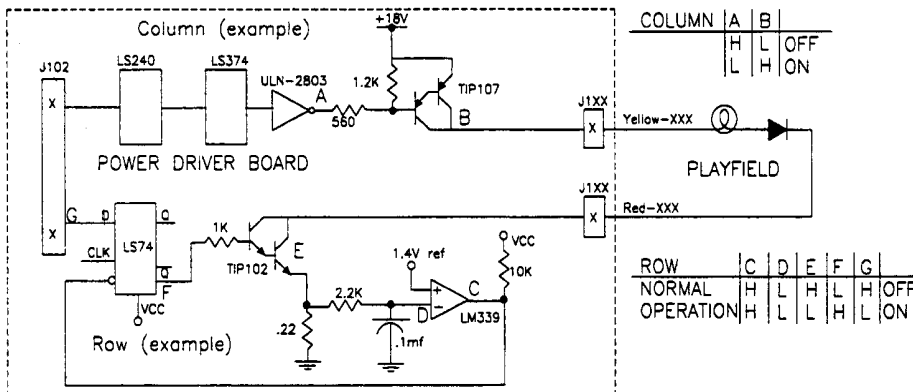 Column (example)
+18V
J102
LS240
LS374
ULN-2803
A
560
1.2K
TIP107
B
J1XX
X
X
Yellow-XXX
POWER DRIVER BOARD
PLAYFIELD
COLUMN A B
H L OFF
L H ON
J1XX
X
Red-XXX
X
G
D
LS74
Q
CLK
Q
F
VCC
1K
TIP102
E
.22
2.2K
1.4V ref
+
-
D
C
LM339
.1mf
VCC
10K
Row (example)
ROW C D E F G
NORMAL H L H L H OFF
OPERATION H L L H L ON